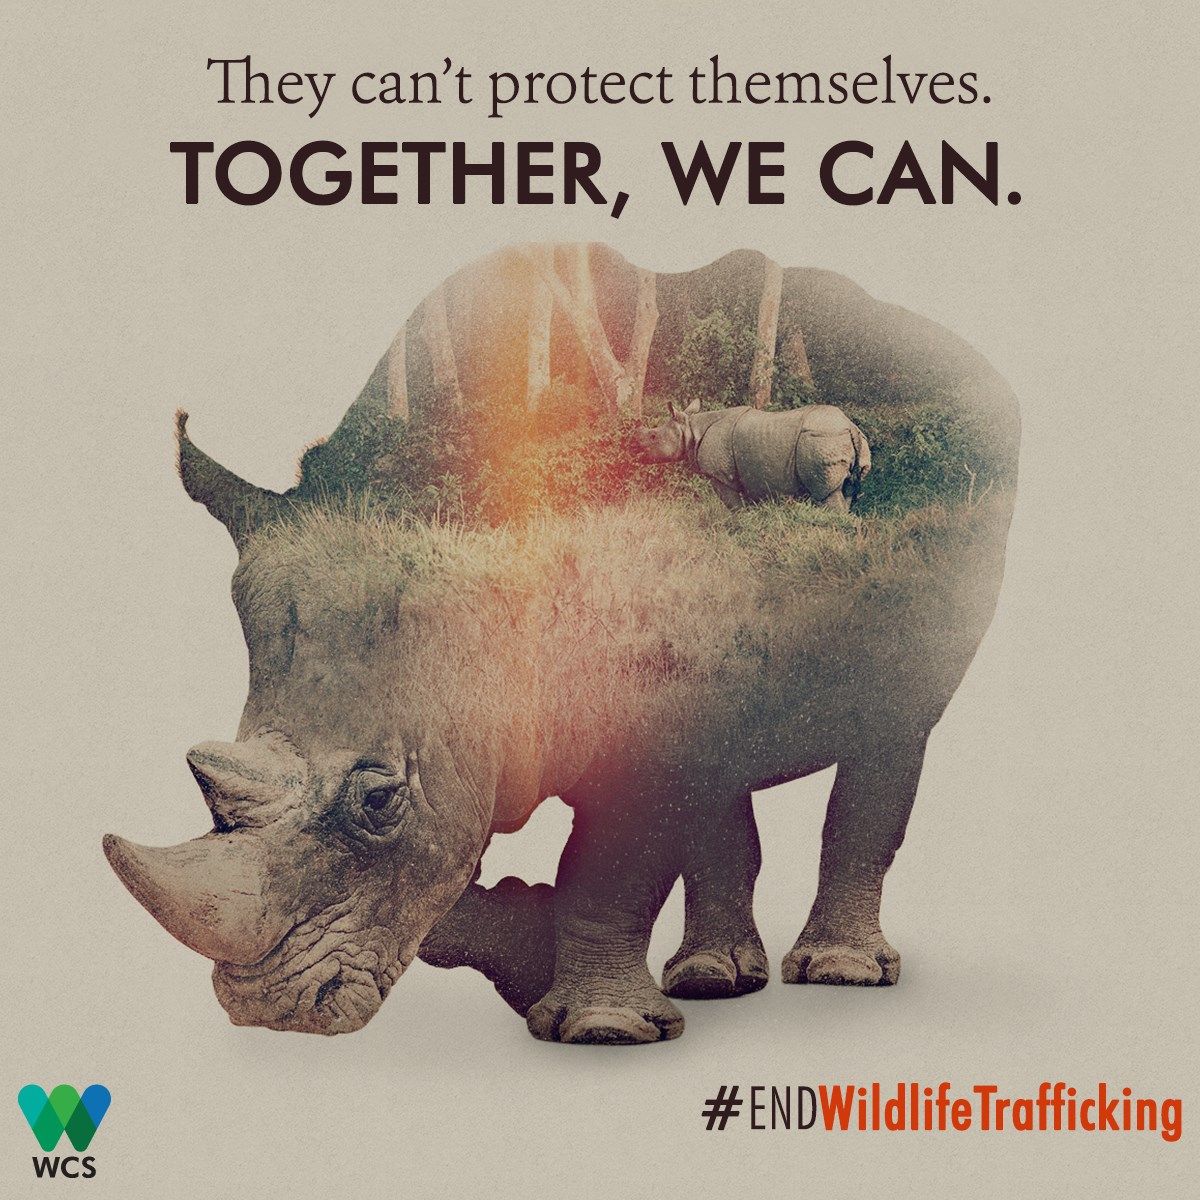 They can’t protect themselves.
TOGETHER, WE CAN.
#ENDWildlifeTrafficking
WCS